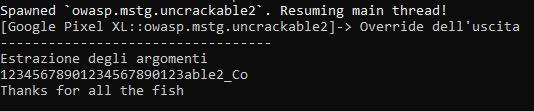 Spawned `owasp.mstg.uncrackable2`. Resuming main thread!
[Google Pixel XL::owasp.mstg.uncrackable2]-> Override dell'uscita
----------------------------------
Estrazione degli argomenti
12345678901234567890123able2_Co
Thanks for all the fish